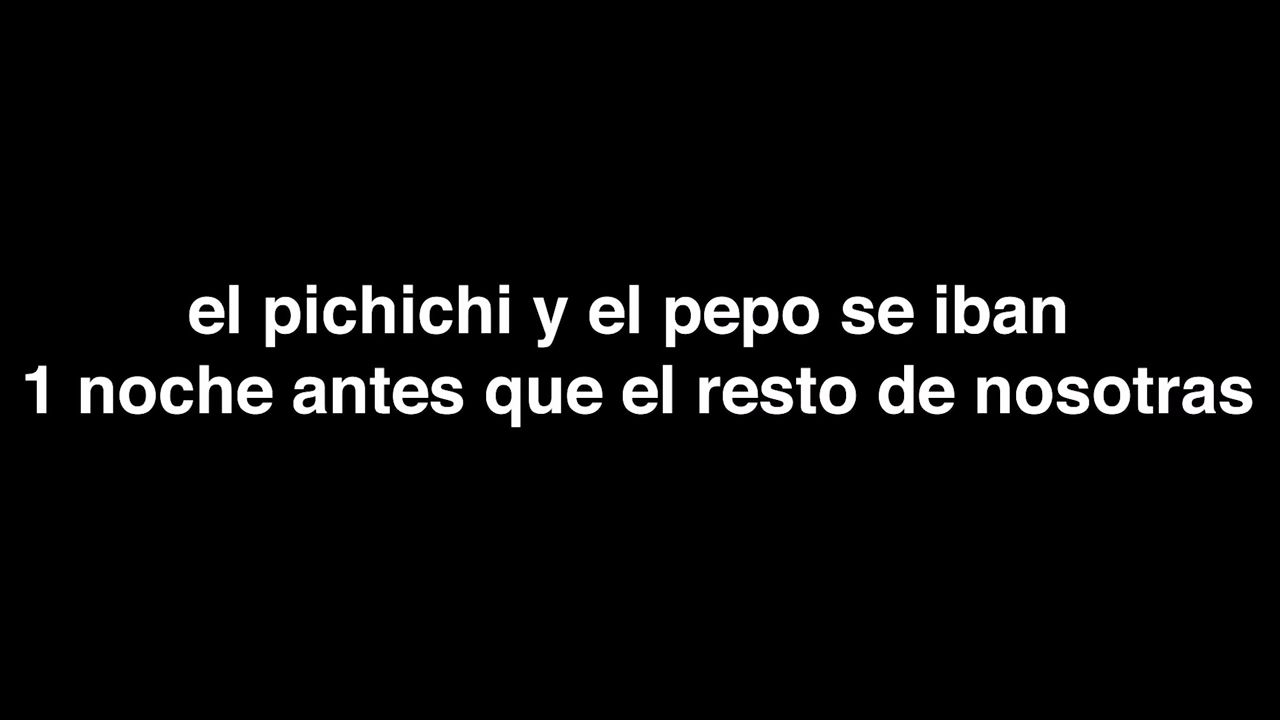 el pichichi y el pepo se iban
1 noche antes que el resto de nosotras